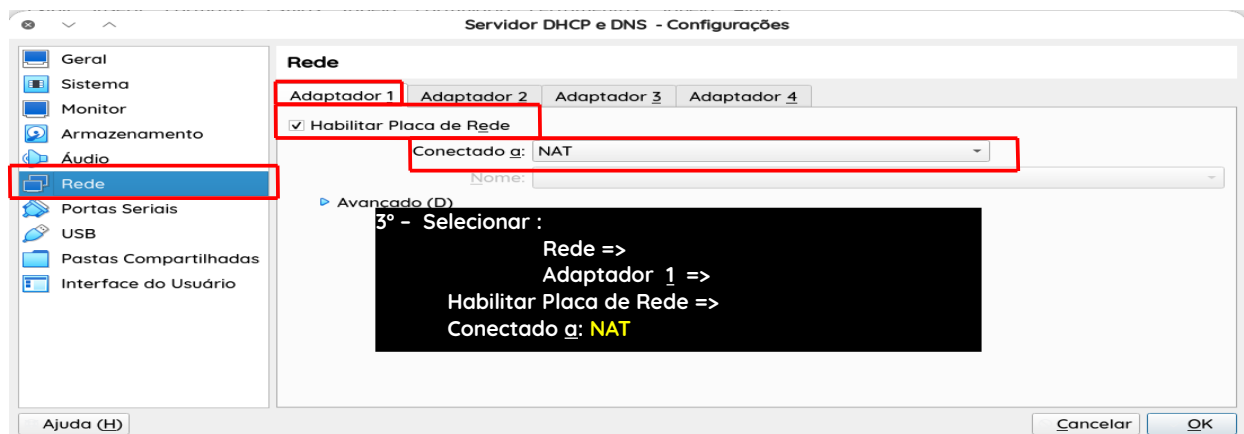 Servidor DHCP e DNS - Configurações
Geral
Sistema
Monitor
Armazenamento
Áudio
Rede
Portas Seriais
USB
Pastas Compartilhadas
Interface do Usuário
Rede
Adaptador 1 Adaptador 2 Adaptador 3 Adaptador 4
Habilitar Placa de Rede
Conectado a: NAT
Nome:
Avançado (D)
3º - Selecionar :
Rede =>
Adaptador 1 =>
Habilitar Placa de Rede =>
Conectado a: NAT
Ajuda (H) Cancelar OK